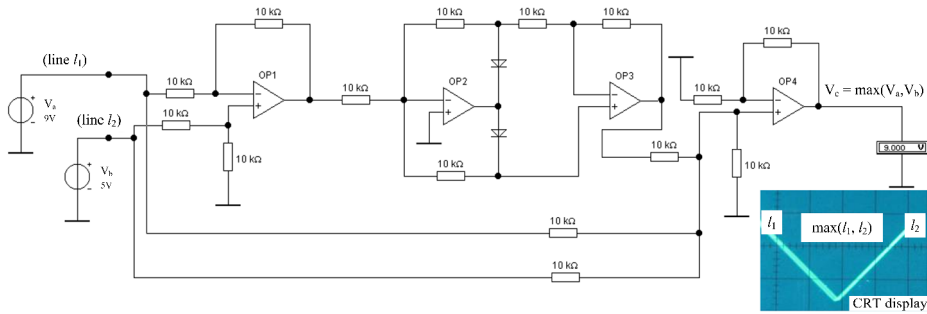 (line l1)
(line l2)
Va
9V
Vb
5V
10 kΩ
10 kΩ
10 kΩ
10 kΩ
OP1
10 kΩ
10 kΩ
10 kΩ
OP2
10 kΩ
10 kΩ
OP3
10 kΩ
10 kΩ
10 kΩ
OP4
10 kΩ
Vc = max(Va,Vb)
9.000 V
10 kΩ
10 kΩ
l1
max(l1, l2)
l2
CRT display